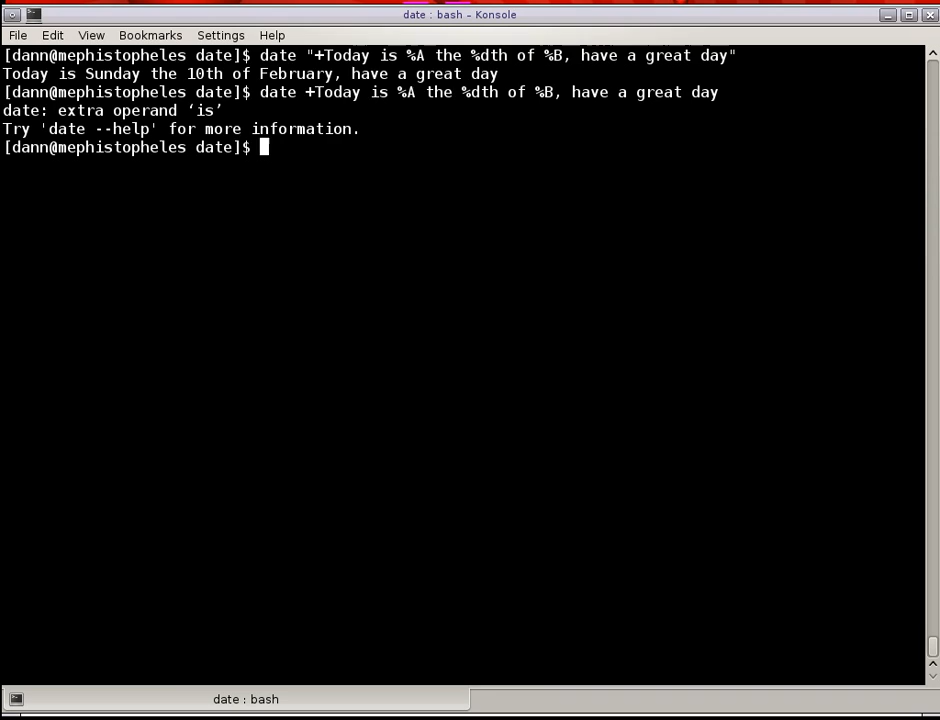 date : bash – Konsole
File Edit View Bookmarks Settings Help
[dann@mephistopheles date]$ date "+Today is %A the %dth of %B, have a great day"
Today is Sunday the 10th of February, have a great day
[dann@mephistopheles date]$ date +Today is %A the %dth of %B, have a great day
date: extra operand ‘is’
Try 'date --help' for more information.
[dann@mephistopheles date]$
date : bash